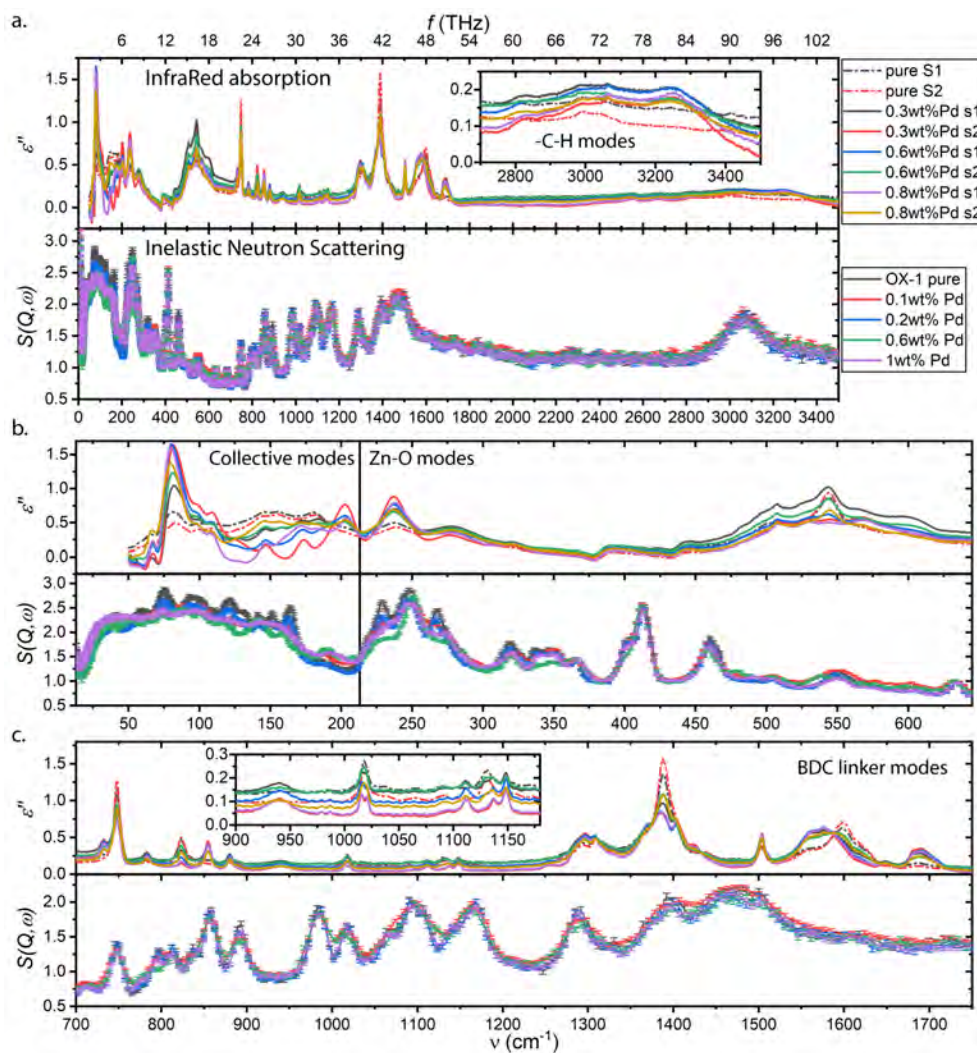 a.
f (THz)
6 12 18 24 30 36 42 48 54 60 66 72 78 84 90 96 102
InfraRed absorption
ε''
1.5
1.0
0.5
0.0
0.2
0.1
0.0
-C-H modes
2800 3000 3200 3400
pure S1
pure S2
0.3wt%Pd s1
0.3wt%Pd s2
0.6wt%Pd s1
0.6wt%Pd s2
0.8wt%Pd s1
0.8wt%Pd s2
Inelastic Neutron Scattering
S(Q,ω)
3.0
2.5
2.0
1.5
1.0
0.5
OX-1 pure
0.1wt% Pd
0.2wt% Pd
0.6wt% Pd
1wt% Pd
0 200 400 600 800 1000 1200 1400 1600 1800 2000 2200 2400 2600 2800 3000 3200 3400
b.
Collective modes
Zn-O modes
ε''
1.5
1.0
0.5
0.0
S(Q,ω)
3.0
2.5
2.0
1.5
1.0
0.5
50 100 150 200 250 300 350 400 450 500 550 600
c.
BDC linker modes
ε''
1.5
1.0
0.5
0.0
0.3
0.2
0.1
0.0
900 950 1000 1050 1100 1150
S(Q,ω)
2.0
1.5
1.0
0.5
700 800 900 1000 1100 1200 1300 1400 1500 1600 1700
ν (cm⁻¹)